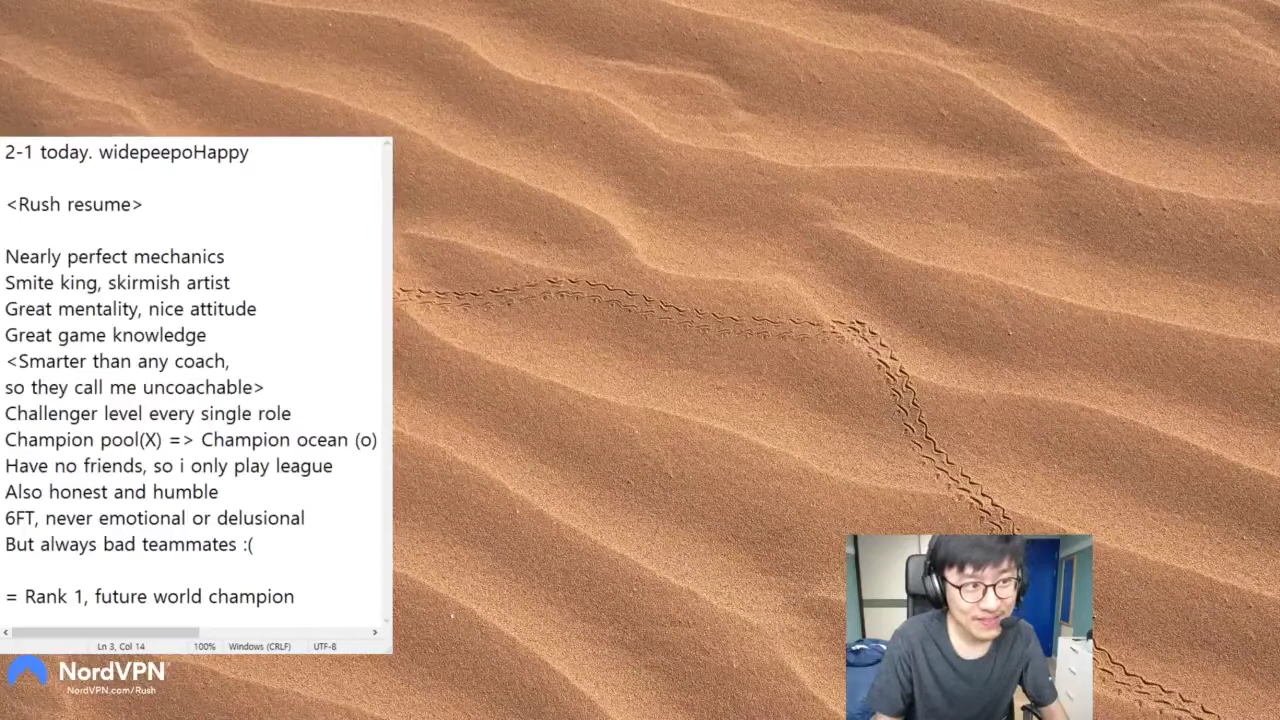 2-1 today. widepeepoHappy
<Rush resume>
Nearly perfect mechanics
Smite king, skirmish artist
Great mentality, nice attitude
Great game knowledge
<Smarter than any coach,
so they call me uncoachable>
Challenger level every single role
Champion pool(X) => Champion ocean (o)
Have no friends, so i only play league
Also honest and humble
6FT, never emotional or delusional
But always bad teammates :(
= Rank 1, future world champion
Ln 3, Col 14 100% Windows (CRLF) UTF-8
NordVPN
NordVPN.com/Rush